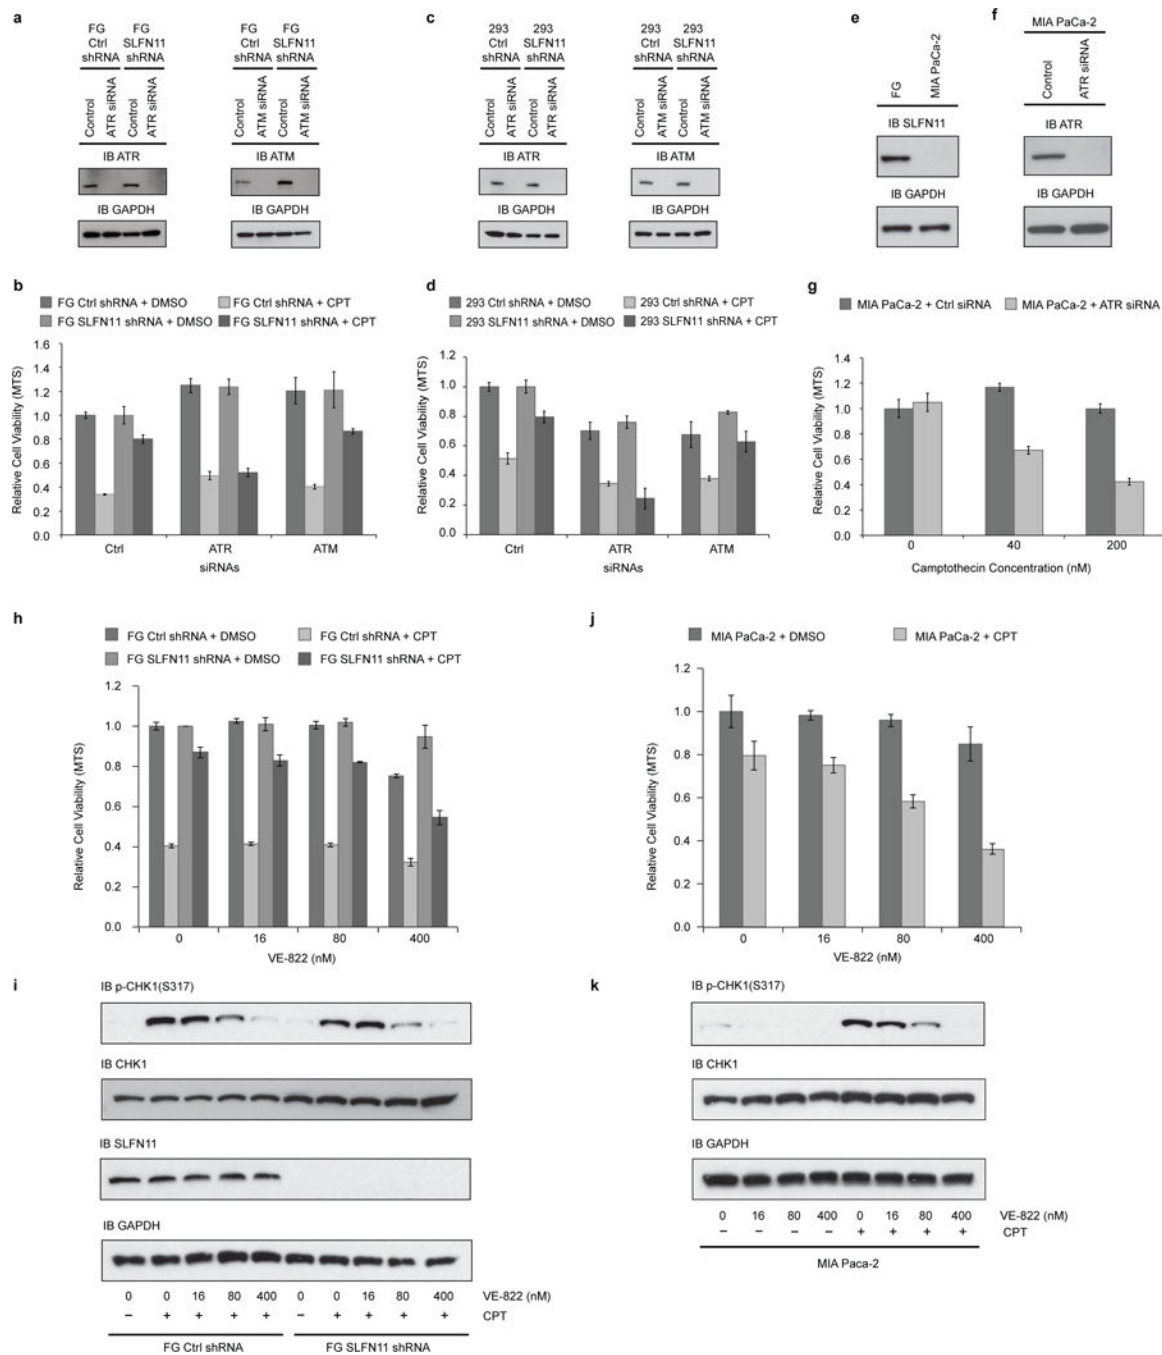 a
FG Ctrl shRNA
FG SLFN11 shRNA
Control
ATR siRNA
Control
ATR siRNA
IB ATR
IB GAPDH
FG Ctrl shRNA
FG SLFN11 shRNA
Control
ATM siRNA
Control
ATM siRNA
IB ATM
IB GAPDH
c
293 Ctrl shRNA
293 SLFN11 shRNA
Control
ATR siRNA
Control
ATR siRNA
IB ATR
IB GAPDH
293 Ctrl shRNA
293 SLFN11 shRNA
Control
ATM siRNA
Control
ATM siRNA
IB ATM
IB GAPDH
e
FG
MIA PaCa-2
IB SLFN11
IB GAPDH
f
MIA PaCa-2
Control
ATR siRNA
IB ATR
IB GAPDH
b
FG Ctrl shRNA + DMSO
FG Ctrl shRNA + CPT
FG SLFN11 shRNA + DMSO
FG SLFN11 shRNA + CPT
Relative Cell Viability (MTS)
1.6
1.4
1.2
1.0
0.8
0.6
0.4
0.2
0.0
Ctrl ATR ATM
siRNAs
d
293 Ctrl shRNA + DMSO
293 Ctrl shRNA + CPT
293 SLFN11 shRNA + DMSO
293 SLFN11 shRNA + CPT
Relative Cell Viability (MTS)
1.2
1.0
0.8
0.6
0.4
0.2
0.0
Ctrl ATR ATM
siRNAs
g
MIA PaCa-2 + Ctrl siRNA
MIA PaCa-2 + ATR siRNA
Relative Cell Viability (MTS)
1.4
1.2
1.0
0.8
0.6
0.4
0.2
0.0
0 40 200
Camptothecin Concentration (nM)
h
FG Ctrl shRNA + DMSO
FG Ctrl shRNA + CPT
FG SLFN11 shRNA + DMSO
FG SLFN11 shRNA + CPT
Relative Cell Viability (MTS)
1.2
1.0
0.8
0.6
0.4
0.2
0.0
0 16 80 400
VE-822 (nM)
j
MIA PaCa-2 + DMSO
MIA PaCa-2 + CPT
Relative Cell Viability (MTS)
1.2
1.0
0.8
0.6
0.4
0.2
0.0
0 16 80 400
VE-822 (nM)
i
IB p-CHK1(S317)
IB CHK1
IB SLFN11
IB GAPDH
0 0 16 80 400 0 0 16 80 400 VE-822 (nM)
– + + + + – + + + + CPT
FG Ctrl shRNA FG SLFN11 shRNA
k
IB p-CHK1(S317)
IB CHK1
IB GAPDH
0 16 80 400 0 16 80 400 VE-822 (nM)
– – – – + + + + CPT
MIA Paca-2